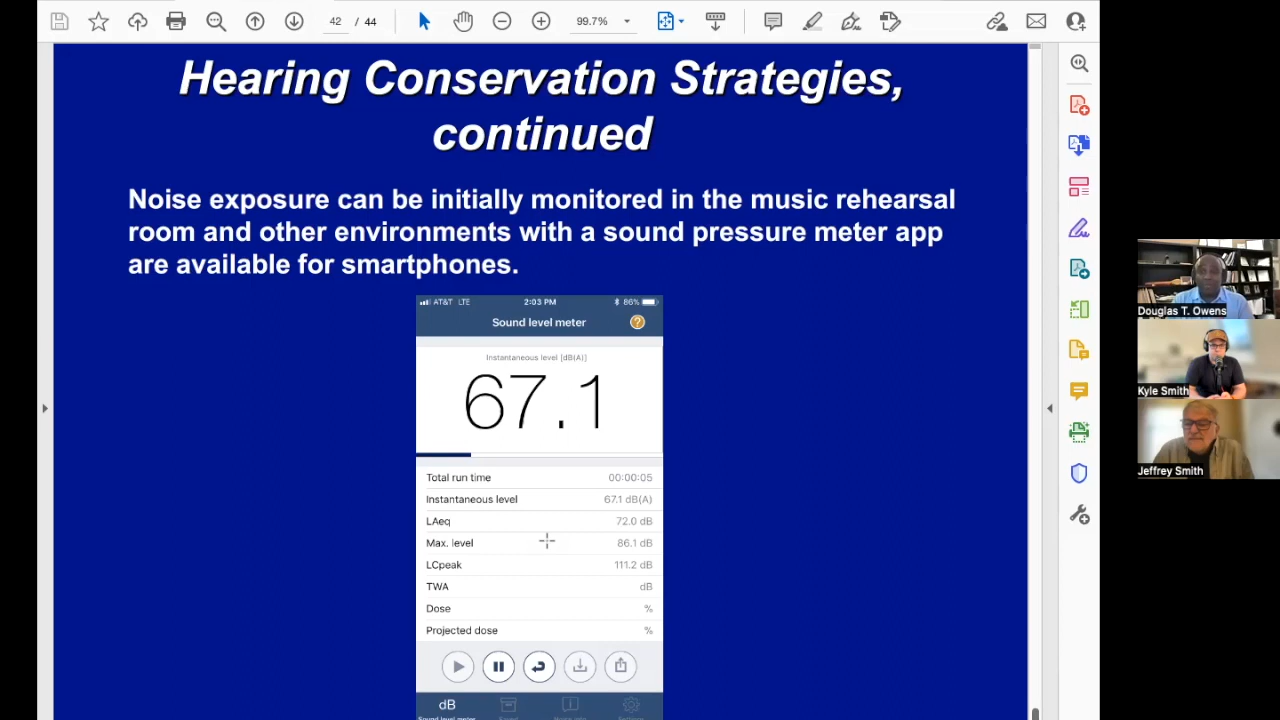 42 / 44
99.7%
Hearing Conservation Strategies,
continued
Noise exposure can be initially monitored in the music rehearsal
room and other environments with a sound pressure meter app
are available for smartphones.
AT&T LTE 2:03 PM 86%
Sound level meter ?
Instantaneous level [dB(A)]
67.1
Total run time 00:00:05
Instantaneous level 67.1 dB(A)
LAeq 72.0 dB
Max. level 86.1 dB
LCpeak 111.2 dB
TWA dB
Dose %
Projected dose %
dB
Sound level meter
Douglas T. Owens
Kyle Smith
Jeffrey Smith